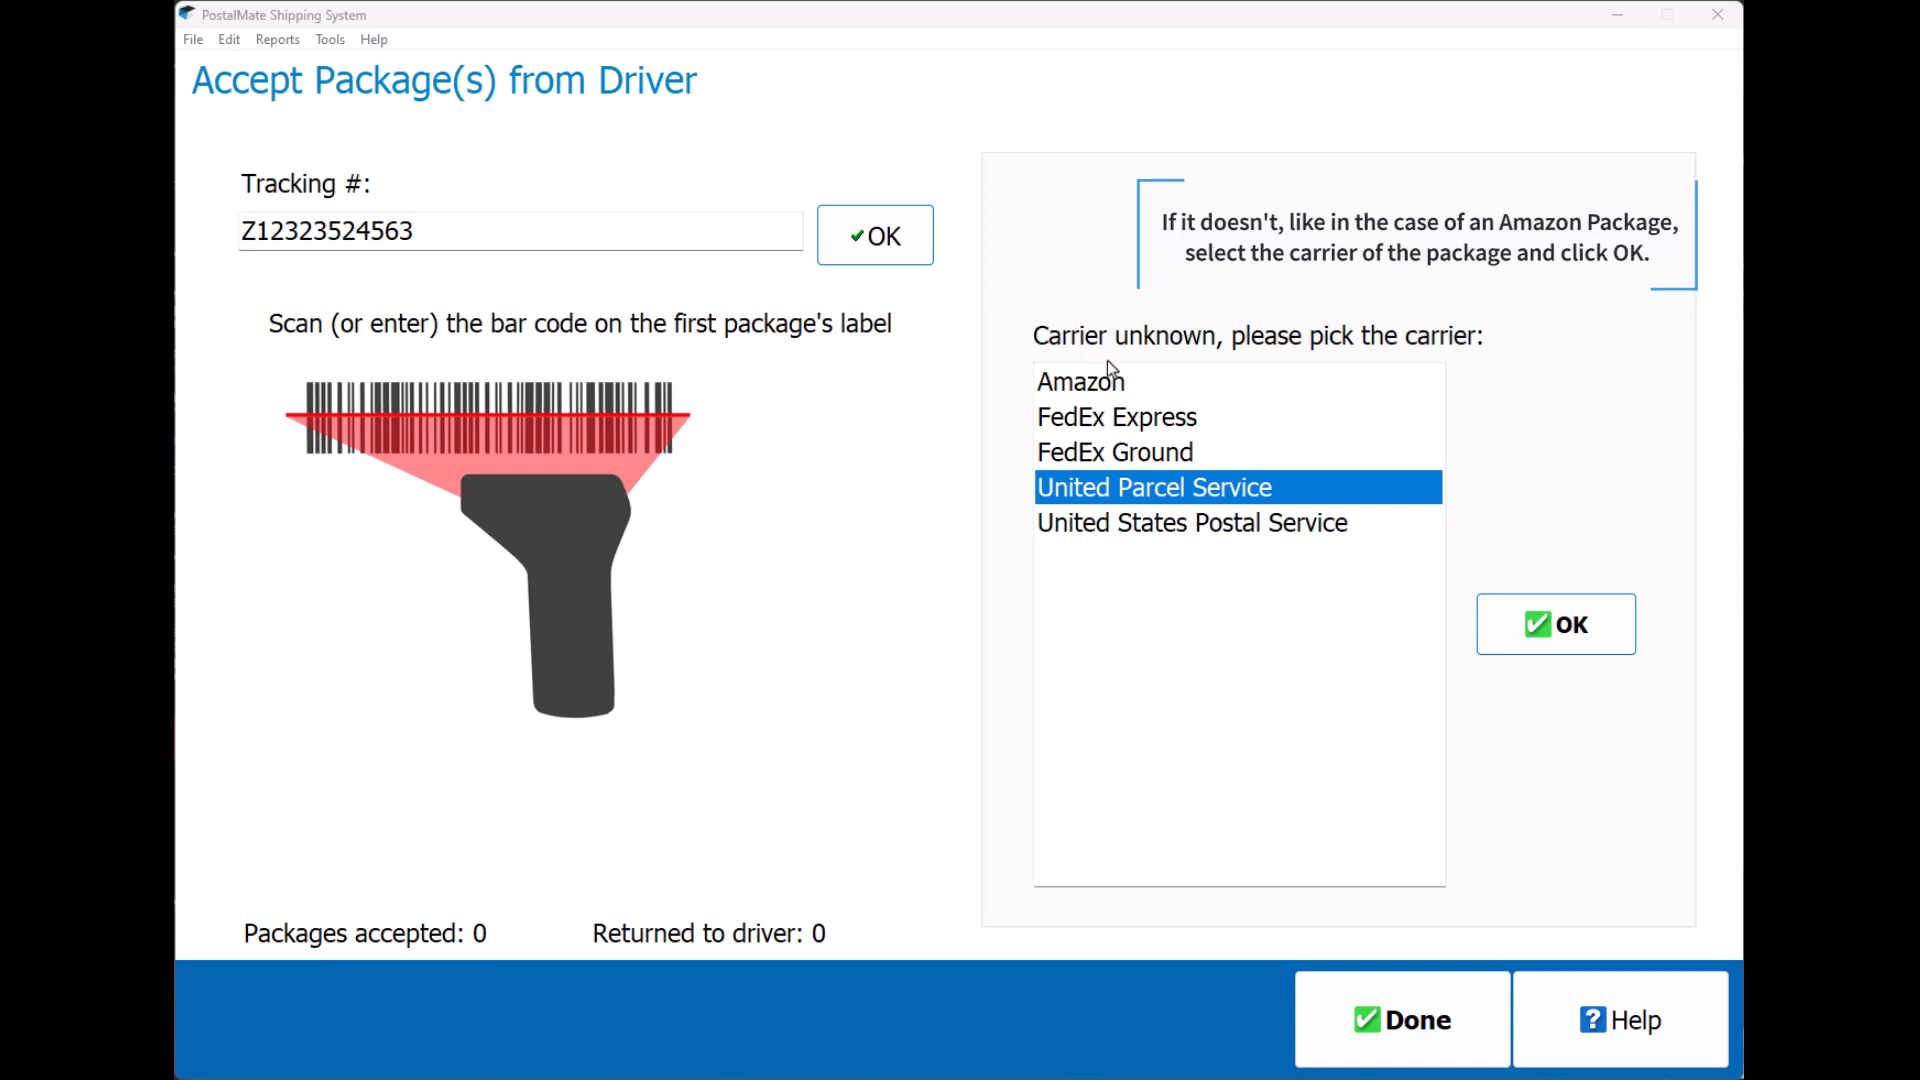 PostalMate Shipping System
File Edit Reports Tools Help
Accept Package(s) from Driver
Tracking #:
Z12323524563
OK
Scan (or enter) the bar code on the first package's label
If it doesn't, like in the case of an Amazon Package,
select the carrier of the package and click OK.
Carrier unknown, please pick the carrier:
Amazon
FedEx Express
FedEx Ground
United Parcel Service
United States Postal Service
OK
Packages accepted: 0
Returned to driver: 0
Done
Help